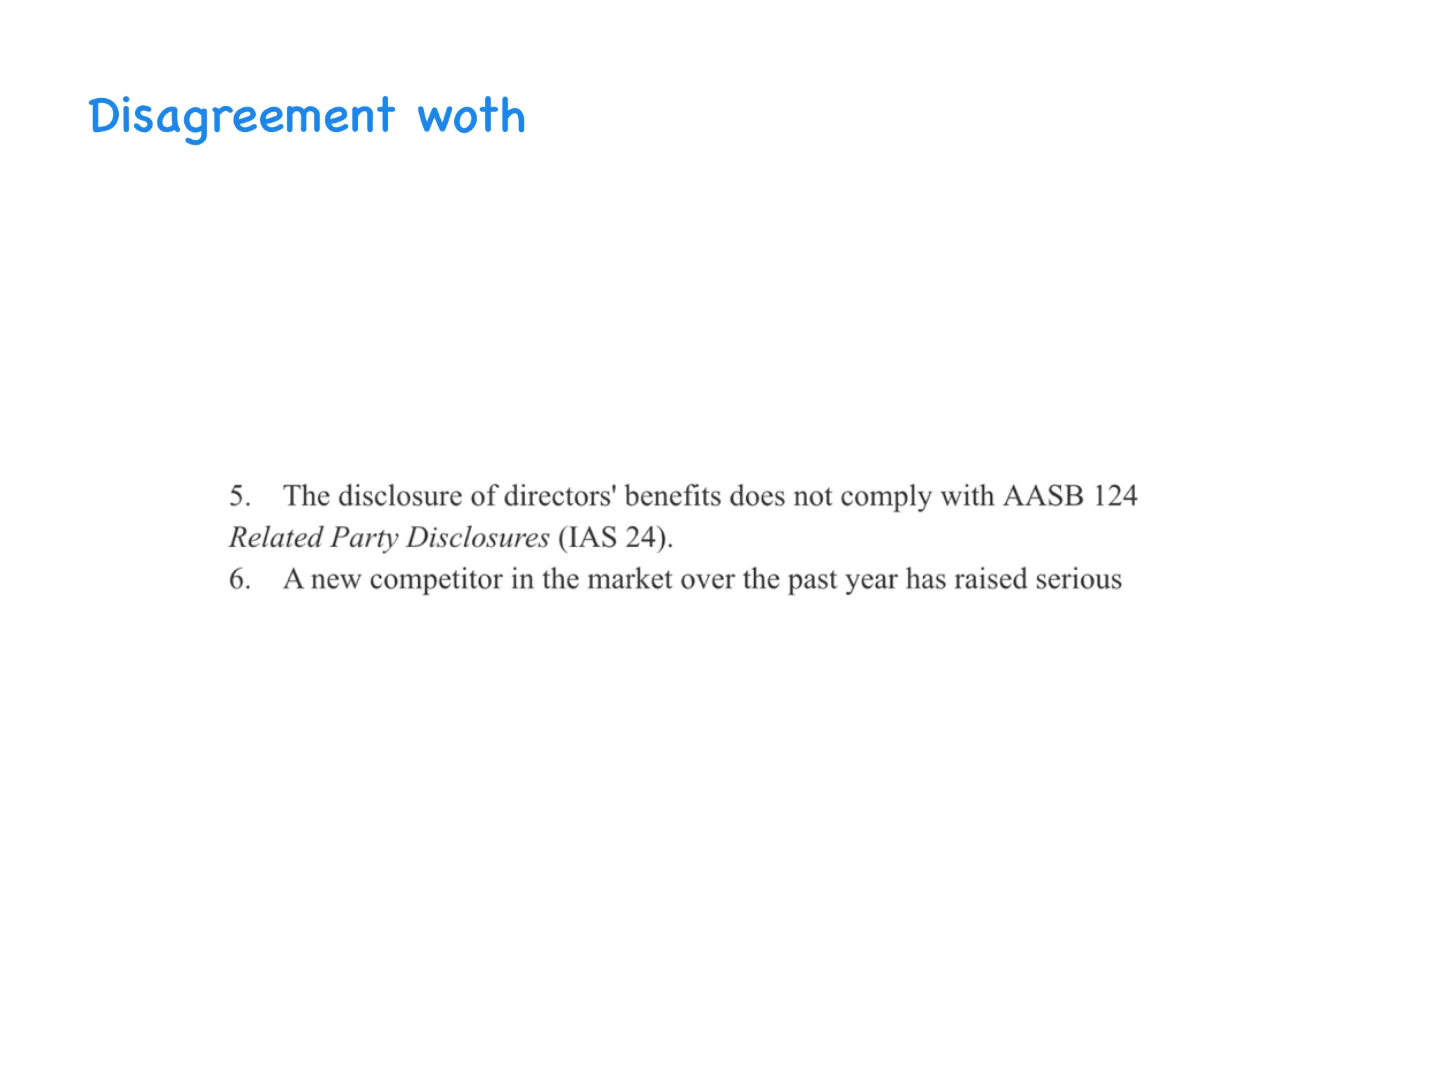 Disagreement woth
5. The disclosure of directors' benefits does not comply with AASB 124
Related Party Disclosures (IAS 24).
6. A new competitor in the market over the past year has raised serious